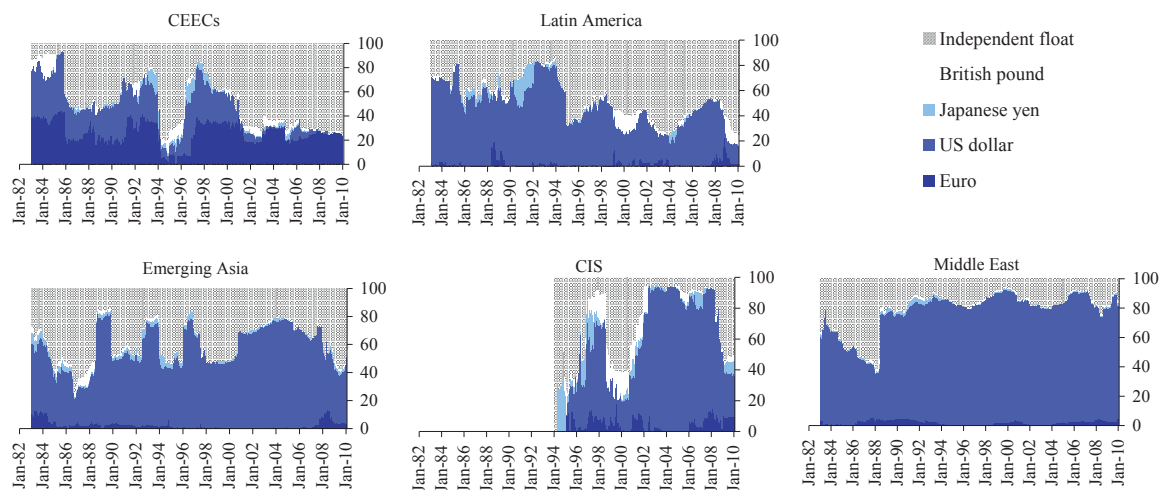 CEECs
100
80
60
40
20
0
Jan-82
Jan-84
Jan-86
Jan-88
Jan-90
Jan-92
Jan-94
Jan-96
Jan-98
Jan-00
Jan-02
Jan-04
Jan-06
Jan-08
Jan-10
Latin America
100
80
60
40
20
0
Jan-82
Jan-84
Jan-86
Jan-88
Jan-90
Jan-92
Jan-94
Jan-96
Jan-98
Jan-00
Jan-02
Jan-04
Jan-06
Jan-08
Jan-10
Independent float
British pound
Japanese yen
US dollar
Euro
Emerging Asia
100
80
60
40
20
0
Jan-82
Jan-84
Jan-86
Jan-88
Jan-90
Jan-92
Jan-94
Jan-96
Jan-98
Jan-00
Jan-02
Jan-04
Jan-06
Jan-08
Jan-10
CIS
100
80
60
40
20
0
Jan-82
Jan-84
Jan-86
Jan-88
Jan-90
Jan-92
Jan-94
Jan-96
Jan-98
Jan-00
Jan-02
Jan-04
Jan-06
Jan-08
Jan-10
Middle East
100
80
60
40
20
0
Jan-82
Jan-84
Jan-86
Jan-88
Jan-90
Jan-92
Jan-94
Jan-96
Jan-98
Jan-00
Jan-02
Jan-04
Jan-06
Jan-08
Jan-10